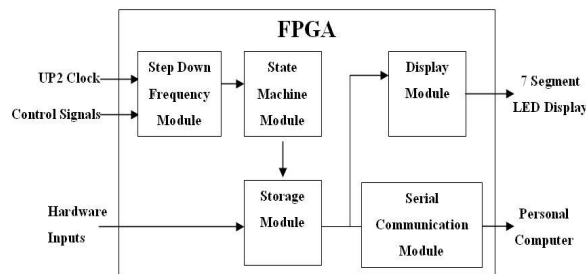 FPGA
UP2 Clock
Control Signals
Step Down
Frequency
Module
State
Machine
Module
Display
Module
7 Segment
LED Display
Hardware
Inputs
Storage
Module
Serial
Communication
Module
Personal
Computer